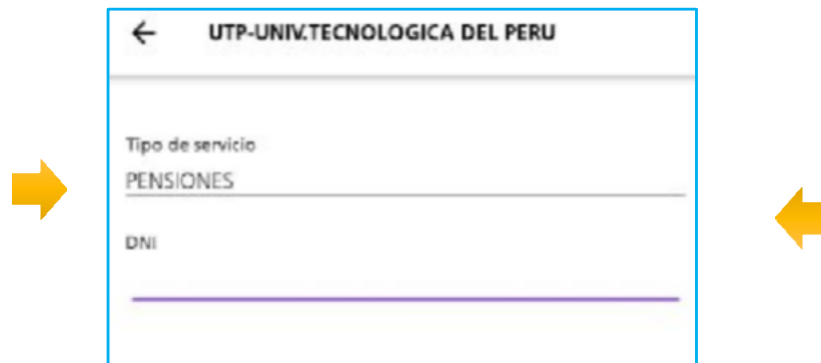 UTP-UNIV.TECNOLOGICA DEL PERU
Tipo de servicio
PENSIONES
DNI